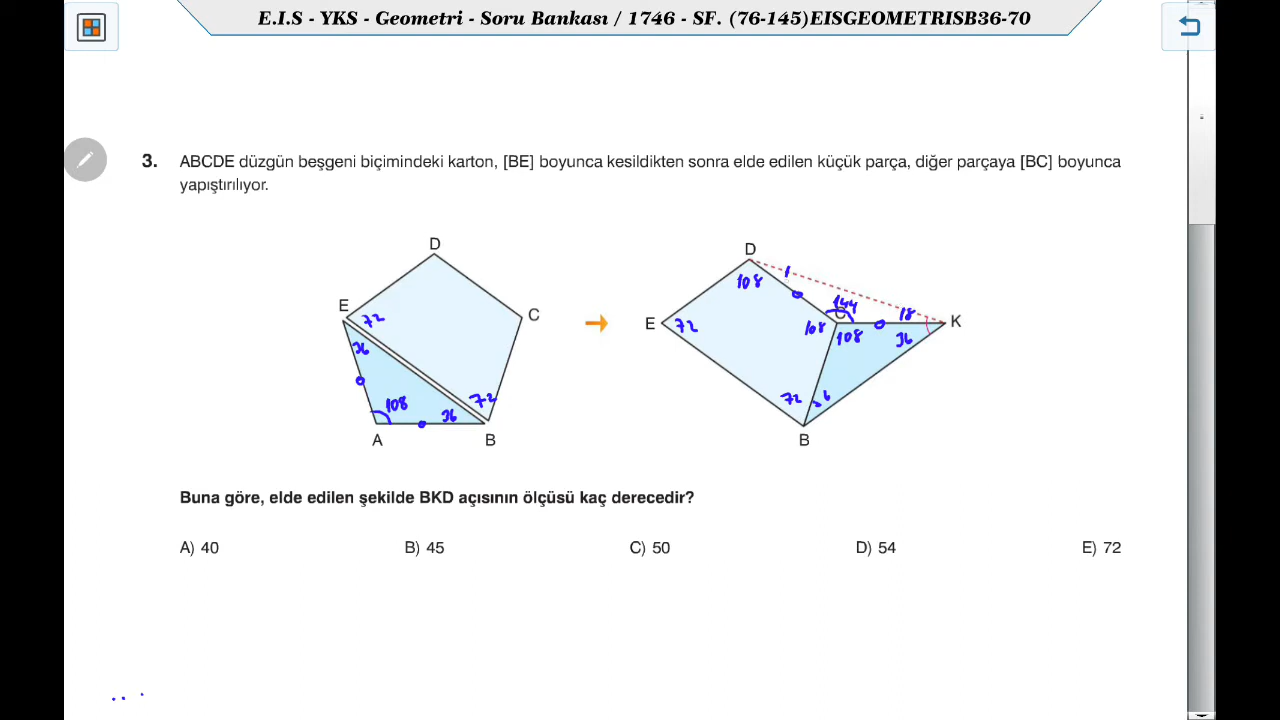 E.I.S - YKS - Geometri - Soru Bankası / 1746 - SF. (76-145)EISGEOMETRISB36-70
3. ABCDE düzgün beşgeni biçimindeki karton, [BE] boyunca kesildikten sonra elde edilen küçük parça, diğer parçaya [BC] boyunca
yapıştırılıyor.
D
E
C
72
36
108
36
72
A
B
D
108
144
C
18
K
E
72
108
108
36
72
36
B
Buna göre, elde edilen şekilde BKD açısının ölçüsü kaç derecedir?
A) 40 B) 45 C) 50 D) 54 E) 72